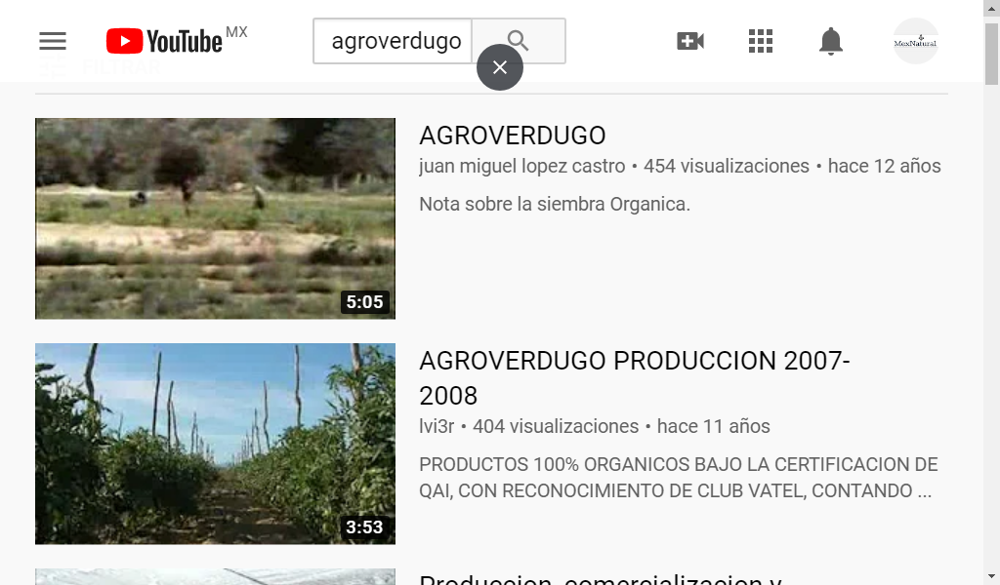 YouTube MX
agroverdugo
MexNatural
FILTRAR
AGROVERDUGO
juan miguel lopez castro • 454 visualizaciones • hace 12 años
Nota sobre la siembra Organica.
5:05
AGROVERDUGO PRODUCCION 2007-
2008
lvi3r • 404 visualizaciones • hace 11 años
PRODUCTOS 100% ORGANICOS BAJO LA CERTIFICACION DE
QAI, CON RECONOCIMIENTO DE CLUB VATEL, CONTANDO ...
3:53
Produccion, comercializacion y